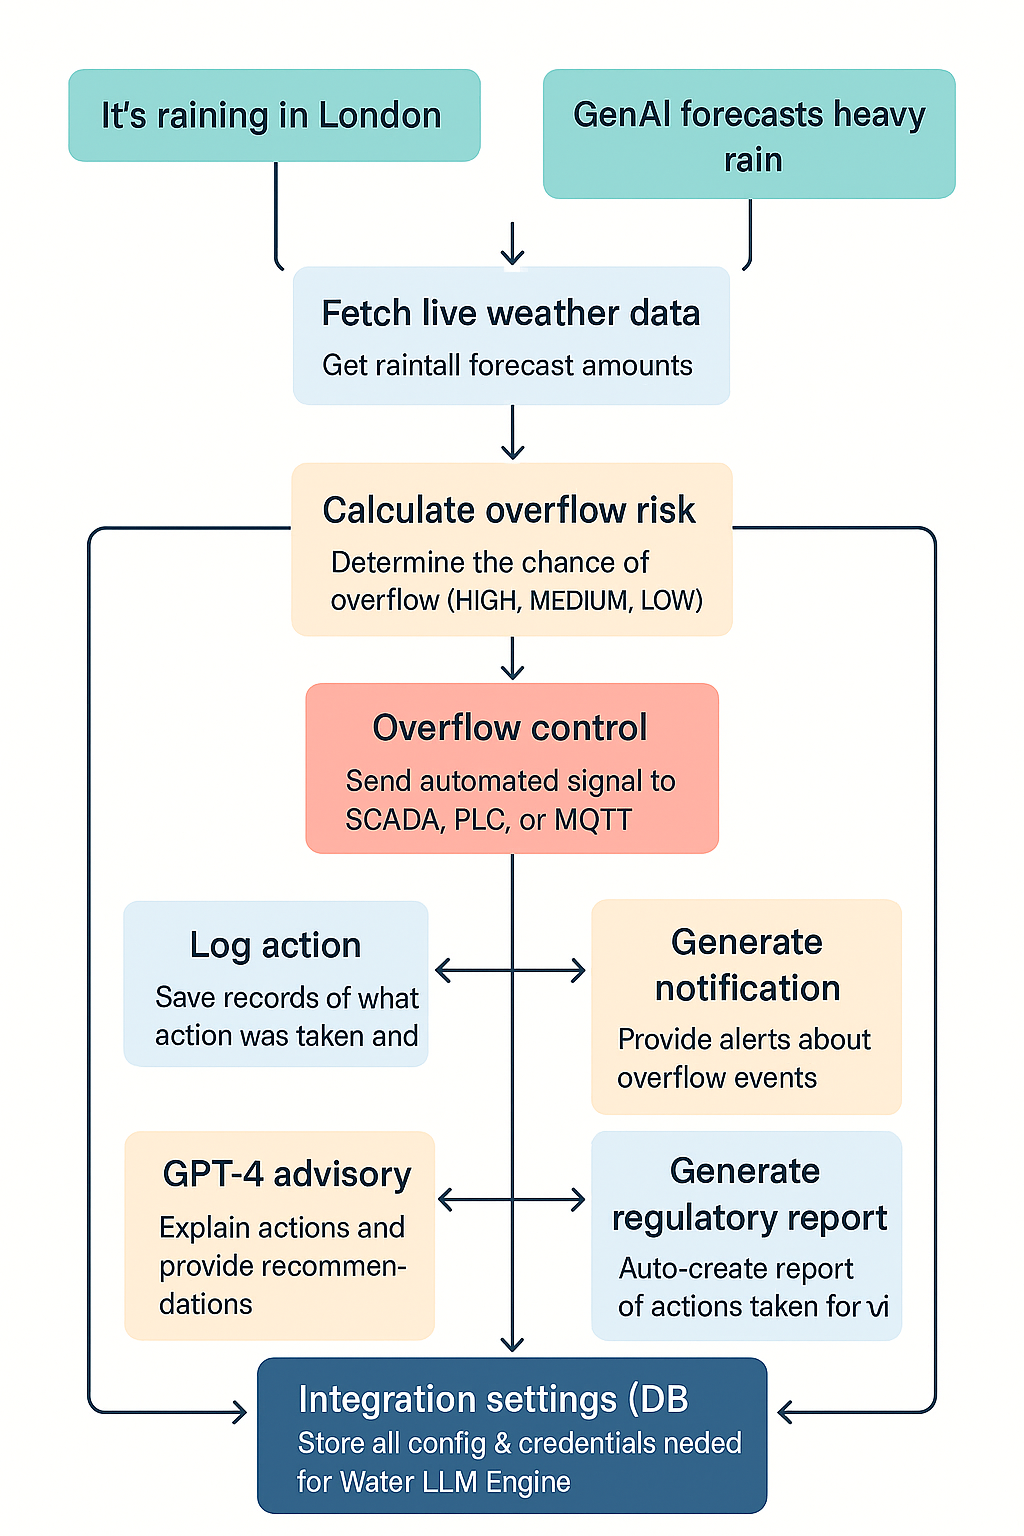 It's raining in London
GenAI forecasts heavy
rain
Fetch live weather data
Get raintall forecast amounts
Calculate overflow risk
Determine the chance of
overflow (HIGH, MEDIUM, LOW)
Overflow control
Send automated signal to
SCADA, PLC, or MQTT
Log action
Save records of what
action was taken and
Generate
notification
Provide alerts about
overflow events
GPT-4 advisory
Explain actions and
provide recommen-
dations
Generate
regulatory report
Auto-create report
of actions taken for vi
Integration settings (DB
Store all config & credentials neded
for Water LLM Engine